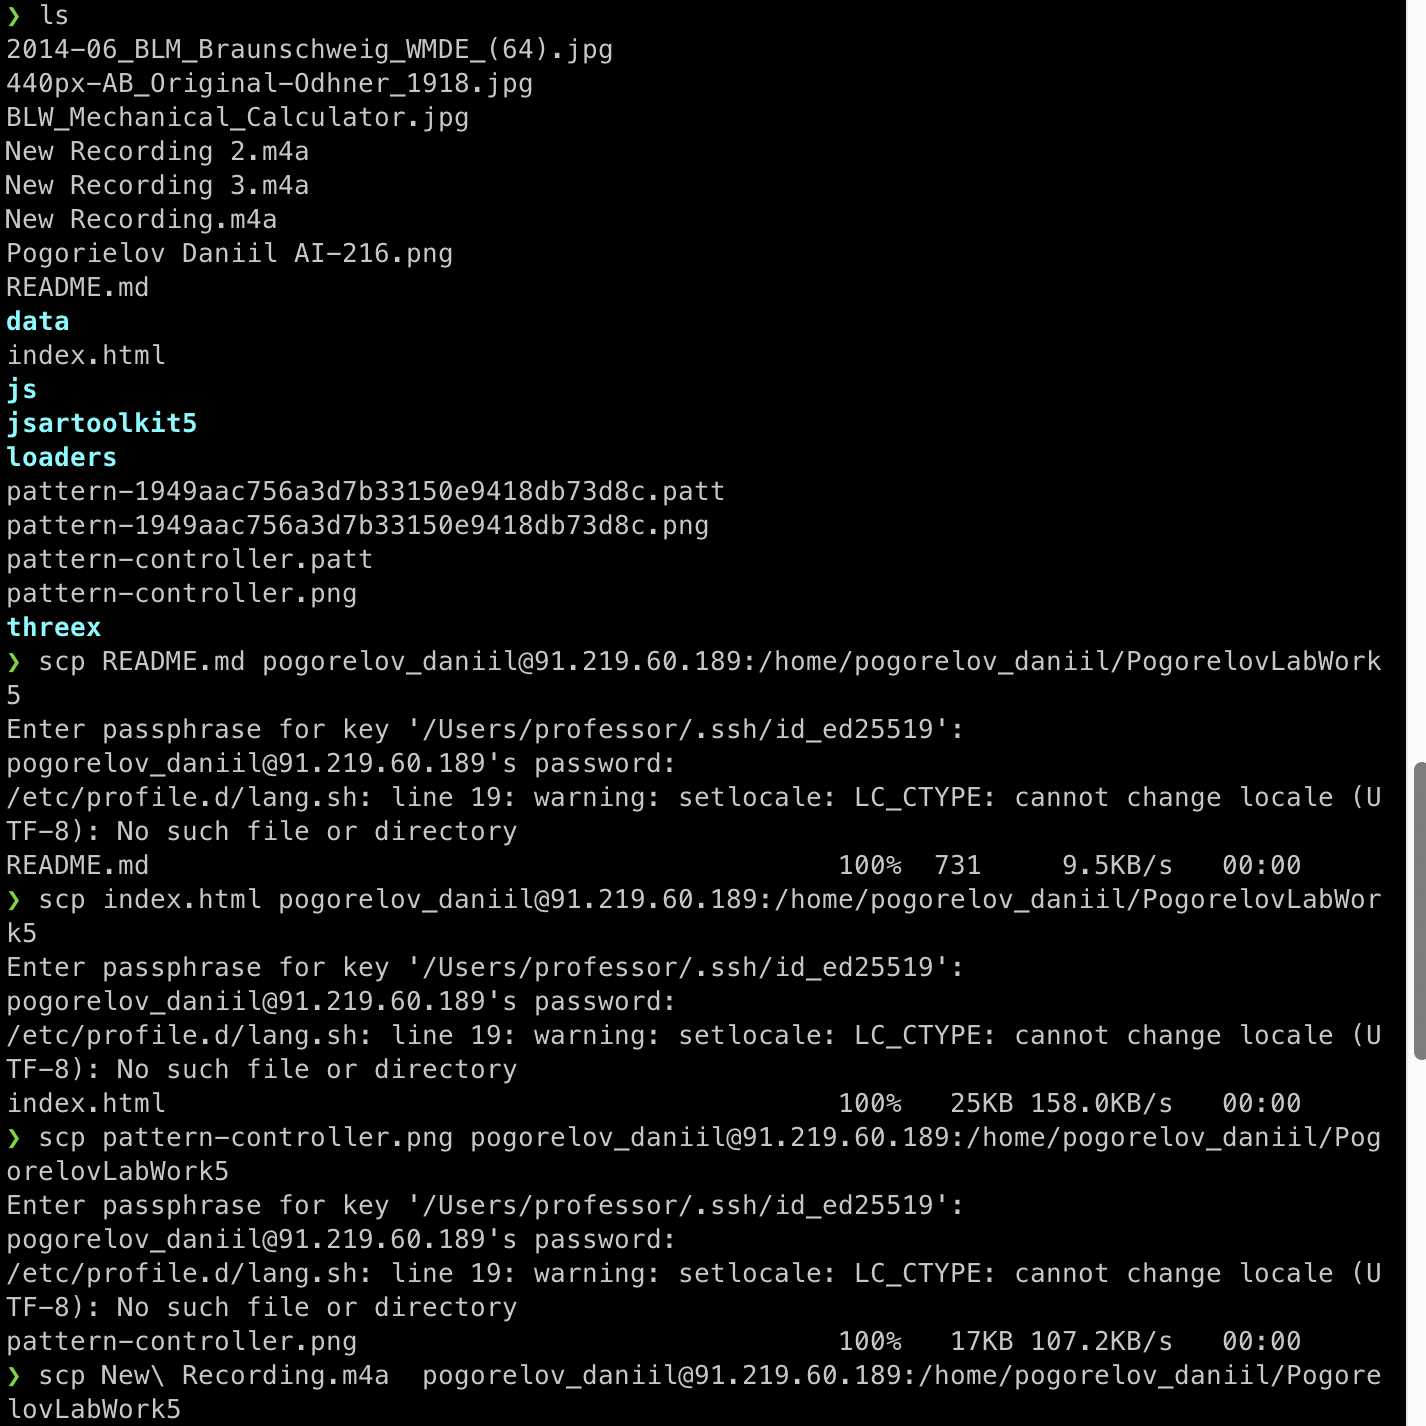 ❯ ls
2014-06_BLM_Braunschweig_WMDE_(64).jpg
440px-AB_Original-Odhner_1918.jpg
BLW_Mechanical_Calculator.jpg
New Recording 2.m4a
New Recording 3.m4a
New Recording.m4a
Pogorielov Daniil AI-216.png
README.md
data
index.html
js
jsartoolkit5
loaders
pattern-1949aac756a3d7b33150e9418db73d8c.patt
pattern-1949aac756a3d7b33150e9418db73d8c.png
pattern-controller.patt
pattern-controller.png
threex
❯ scp README.md pogorelov_daniil@91.219.60.189:/home/pogorelov_daniil/PogorelovLabWork
5
Enter passphrase for key '/Users/professor/.ssh/id_ed25519':
pogorelov_daniil@91.219.60.189's password:
/etc/profile.d/lang.sh: line 19: warning: setlocale: LC_CTYPE: cannot change locale (U
TF-8): No such file or directory
README.md 100% 731 9.5KB/s 00:00
❯ scp index.html pogorelov_daniil@91.219.60.189:/home/pogorelov_daniil/PogorelovLabWor
k5
Enter passphrase for key '/Users/professor/.ssh/id_ed25519':
pogorelov_daniil@91.219.60.189's password:
/etc/profile.d/lang.sh: line 19: warning: setlocale: LC_CTYPE: cannot change locale (U
TF-8): No such file or directory
index.html 100% 25KB 158.0KB/s 00:00
❯ scp pattern-controller.png pogorelov_daniil@91.219.60.189:/home/pogorelov_daniil/Pog
orelovLabWork5
Enter passphrase for key '/Users/professor/.ssh/id_ed25519':
pogorelov_daniil@91.219.60.189's password:
/etc/profile.d/lang.sh: line 19: warning: setlocale: LC_CTYPE: cannot change locale (U
TF-8): No such file or directory
pattern-controller.png 100% 17KB 107.2KB/s 00:00
❯ scp New\ Recording.m4a  pogorelov_daniil@91.219.60.189:/home/pogorelov_daniil/Pogore
lovLabWork5